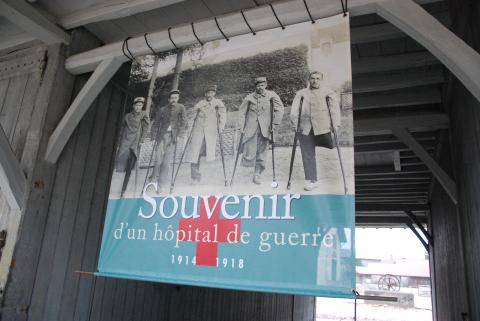 Souvenir
d'un hôpital de guerre
1914 1918